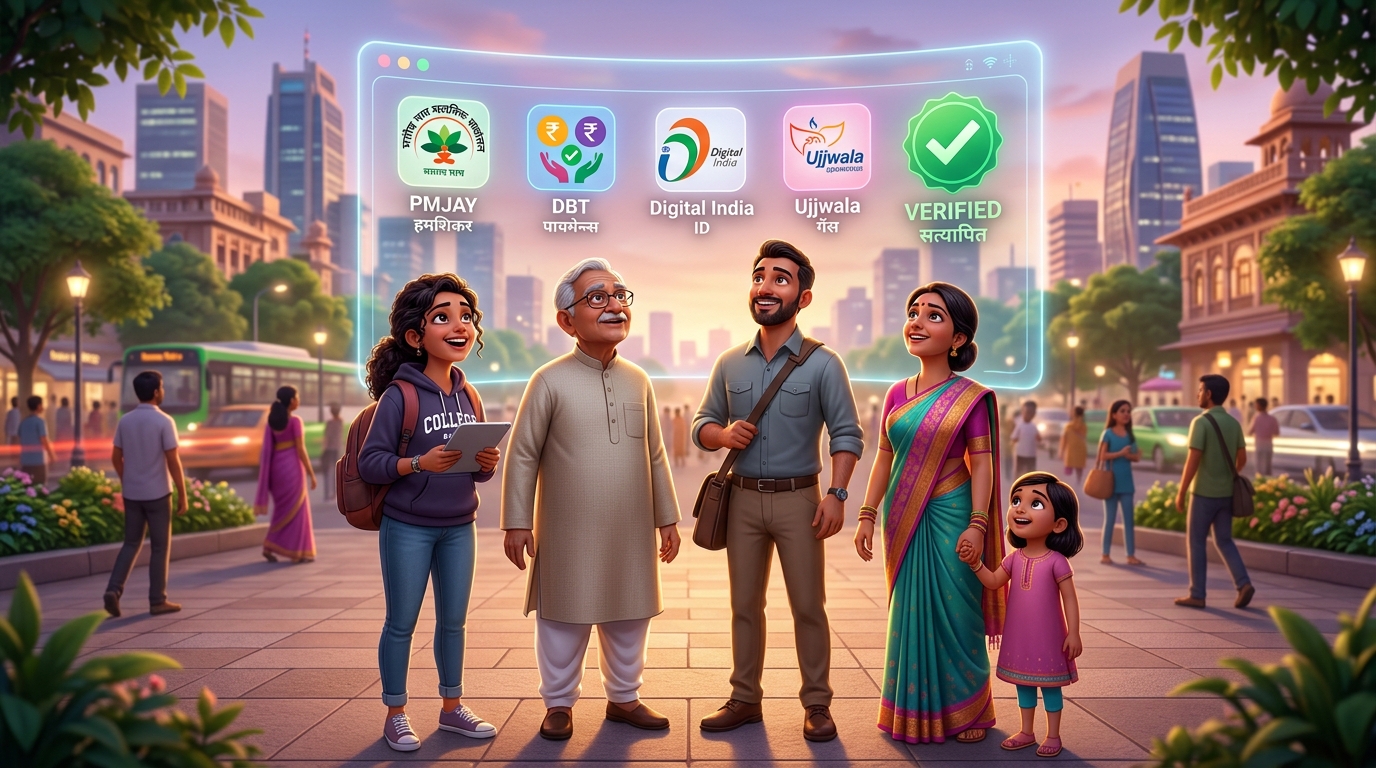 Digital
India
Ujjwala
PMJAY
हमशिकर
DBT
पायमेन्स
Digital India
ID
Ujjwala
गॅस
VERIFIED
सत्यापित
COLLEGE